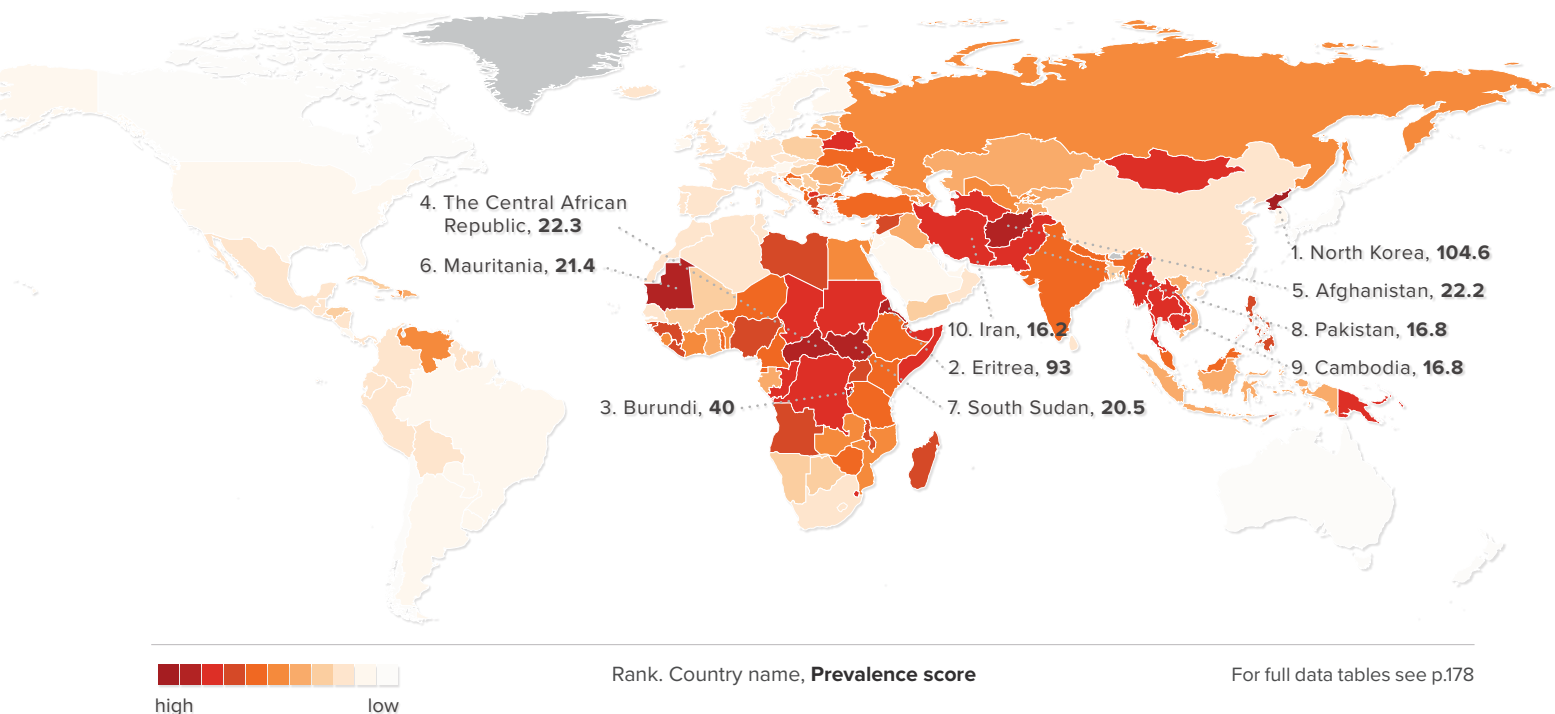 4. The Central African
Republic, 22.3
6. Mauritania, 21.4
1. North Korea, 104.6
5. Afghanistan, 22.2
10. Iran, 16.2
8. Pakistan, 16.8
2. Eritrea, 93
9. Cambodia, 16.8
3. Burundi, 40
7. South Sudan, 20.5
Rank. Country name, Prevalence score
For full data tables see p.178
high
low